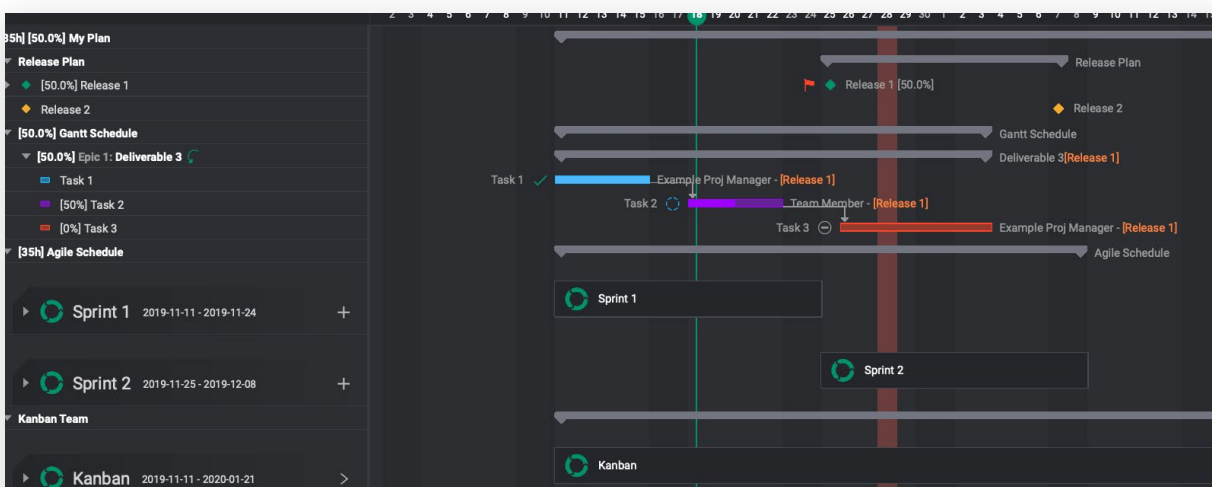 2 3 4 5 6 7 8 9 10 11 12 13 14 15 16 17 18 19 20 21 22 23 24 25 26 27 28 29 30 1 2 3 4 5 6 7 8 9 10 11 12 13 14
35h] [50.0%] My Plan
Release Plan
Release Plan
[50.0%] Release 1
Release 1 [50.0%]
Release 2
Release 2
[50.0%] Gantt Schedule
Gantt Schedule
[50.0%] Epic 1: Deliverable 3
Deliverable 3[Release 1]
Task 1
Task 1
Example Proj Manager - [Release 1]
[50%] Task 2
Task 2
Team Member - [Release 1]
[0%] Task 3
Task 3
Example Proj Manager - [Release 1]
[35h] Agile Schedule
Agile Schedule
Sprint 1 2019-11-11 - 2019-11-24 +
Sprint 1
Sprint 2 2019-11-25 - 2019-12-08 +
Sprint 2
Kanban Team
Kanban 2019-11-11 - 2020-01-21 >
Kanban